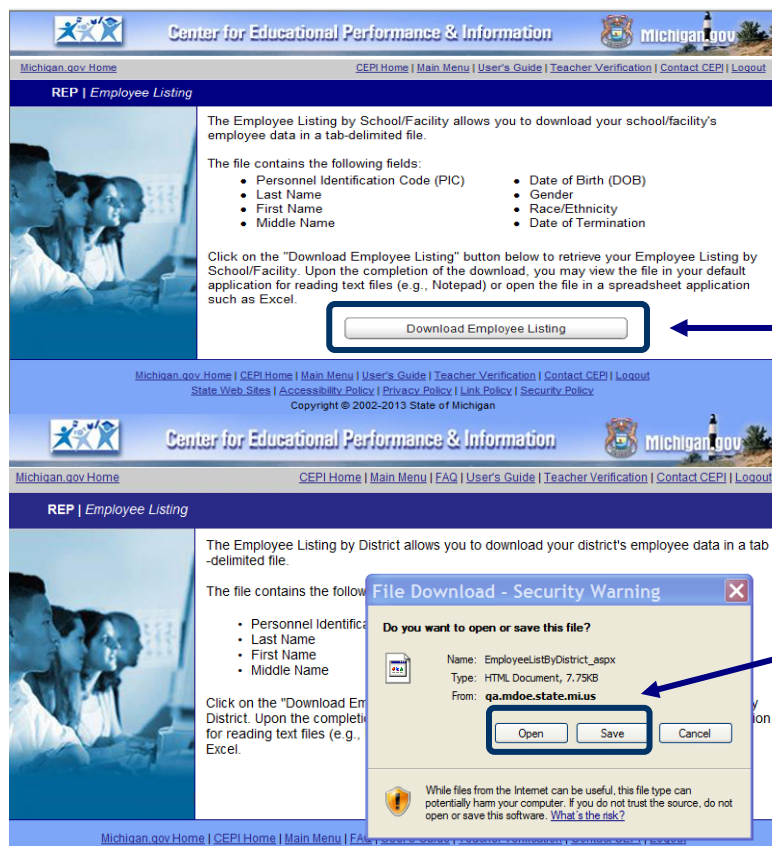 Center for Educational Performance & Information
Michigan.gov
Michigan.gov Home
CEPI Home | Main Menu | User's Guide | Teacher Verification | Contact CEPI | Logout
REP | Employee Listing
The Employee Listing by School/Facility allows you to download your school/facility's
employee data in a tab-delimited file.
The file contains the following fields:
• Personnel Identification Code (PIC)
• Last Name
• First Name
• Middle Name
• Date of Birth (DOB)
• Gender
• Race/Ethnicity
• Date of Termination
Click on the "Download Employee Listing" button below to retrieve your Employee Listing by
School/Facility. Upon the completion of the download, you may view the file in your default
application for reading text files (e.g., Notepad) or open the file in a spreadsheet application
such as Excel.
Download Employee Listing
Michigan.gov Home | CEPI Home | Main Menu | User's Guide | Teacher Verification | Contact CEPI | Logout
State Web Sites | Accessibility Policy | Privacy Policy | Link Policy | Security Policy
Copyright © 2002-2013 State of Michigan
Center for Educational Performance & Information
Michigan.gov
Michigan.gov Home
CEPI Home | Main Menu | FAQ | User's Guide | Teacher Verification | Contact CEPI | Logout
REP | Employee Listing
The Employee Listing by District allows you to download your district's employee data in a tab
-delimited file.
The file contains the follow
• Personnel Identifica
• Last Name
• First Name
• Middle Name
Click on the "Download Em
District. Upon the completi
for reading text files (e.g.,
Excel.
y
ion
File Download - Security Warning
Do you want to open or save this file?
Name: EmployeeListByDistrict_aspx
Type: HTML Document, 7.75KB
From: qa.mdoe.state.mi.us
Open
Save
Cancel
While files from the Internet can be useful, this file type can
potentially harm your computer. If you do not trust the source, do not
open or save this software. What's the risk?
Michigan.gov Home | CEPI Home | Main Menu | FA